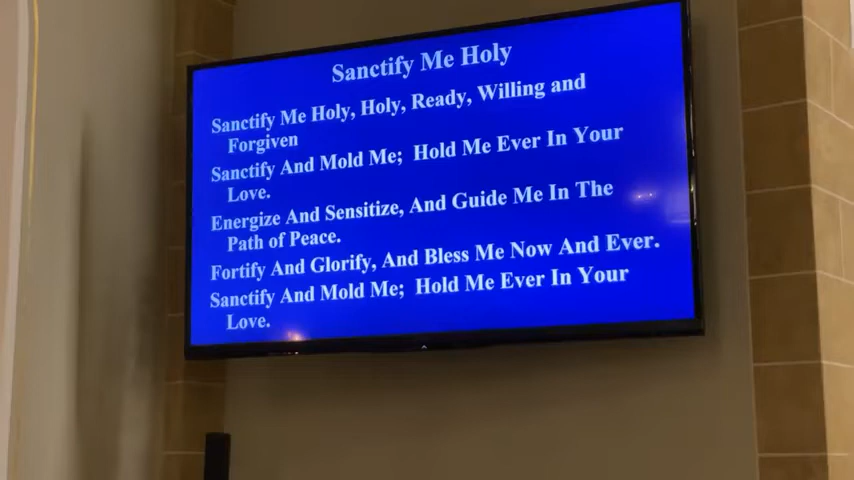 Sanctify Me Holy
Sanctify Me Holy, Holy, Ready, Willing and
Forgiven
Sanctify And Mold Me; Hold Me Ever In Your
Love.
Energize And Sensitize, And Guide Me In The
Path of Peace.
Fortify And Glorify, And Bless Me Now And Ever.
Sanctify And Mold Me; Hold Me Ever In Your
Love.